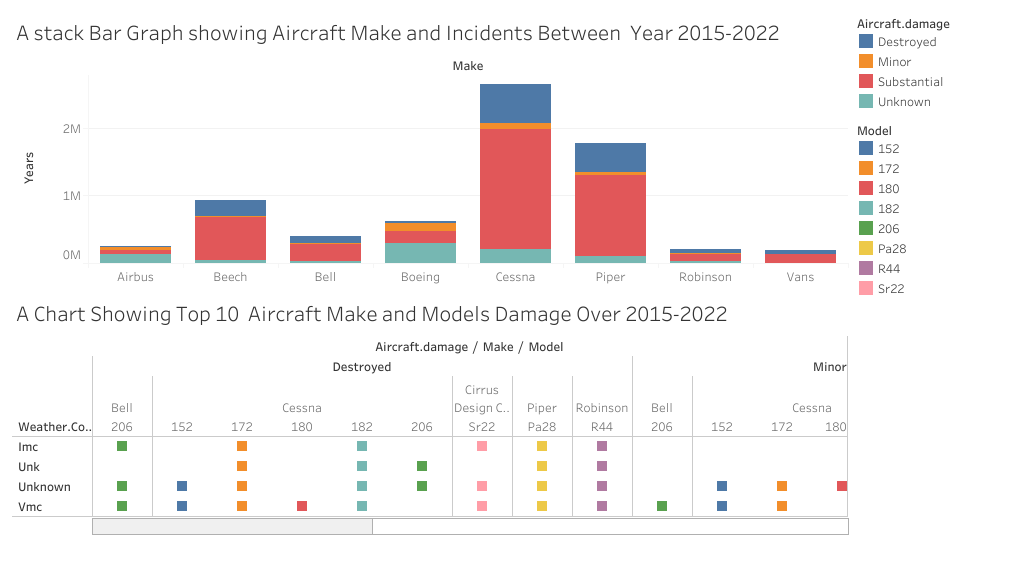 A stack Bar Graph showing Aircraft Make and Incidents Between  Year 2015-2022
Make
Years
2M
1M
0M
Airbus Beech Bell Boeing Cessna Piper Robinson Vans
Aircraft.damage
Destroyed
Minor
Substantial
Unknown
Model
152
172
180
182
206
Pa28
R44
Sr22
A Chart Showing Top 10  Aircraft Make and Models Damage Over 2015-2022
Aircraft.damage / Make / Model
Destroyed Minor
Cirrus
Bell Cessna Design C.. Piper Robinson Bell Cessna
Weather.Co.. 206 152 172 180 182 206 Sr22 Pa28 R44 206 152 172 180
Imc
Unk
Unknown
Vmc